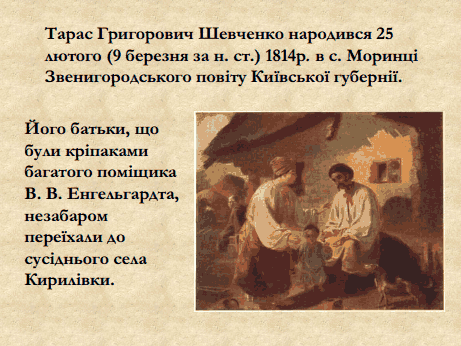 Тарас Григорович Шевченко народився 25
лютого (9 березня за н. ст.) 1814р. в с. Моринці
Звенигородського повіту Київської губернії.
Його батьки, що
були кріпаками
багатого поміщика
В. В. Енгельгардта,
незабаром
переїхали до
сусіднього села
Кирилівки.